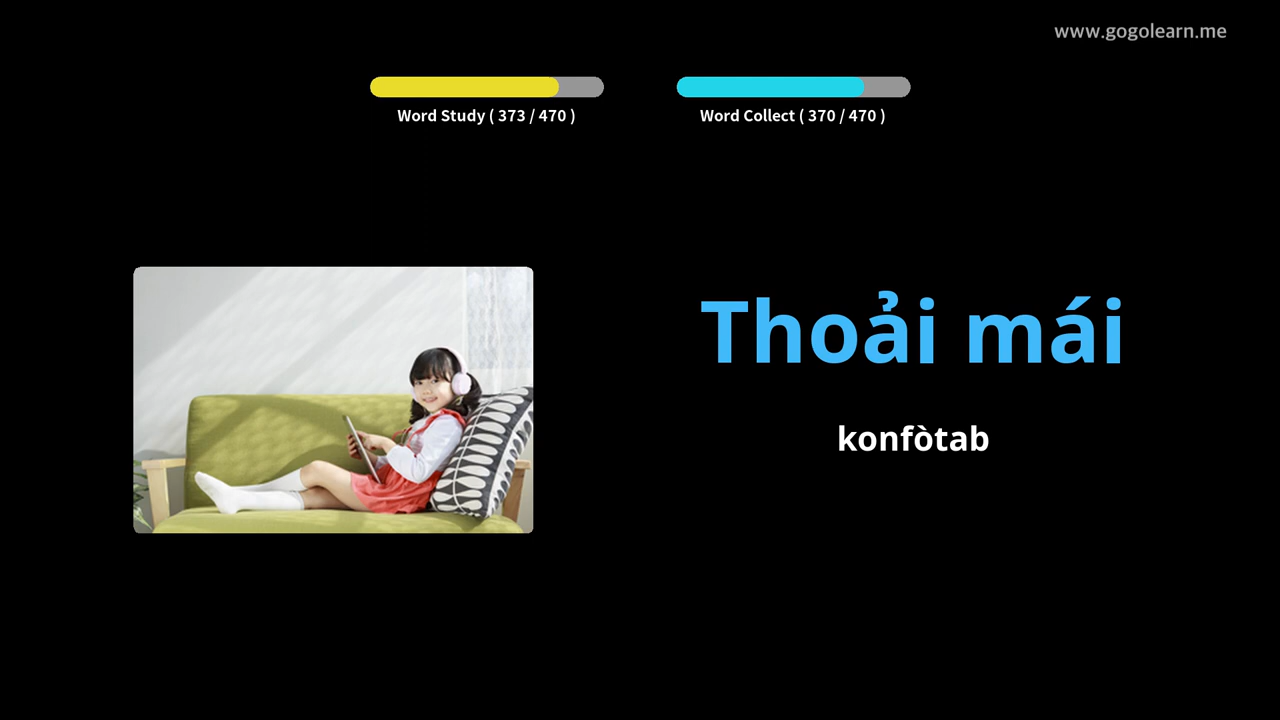 www.gogolearn.me
Word Study ( 373 / 470 )
Word Collect ( 370 / 470 )
Thoải mái
konfòtab